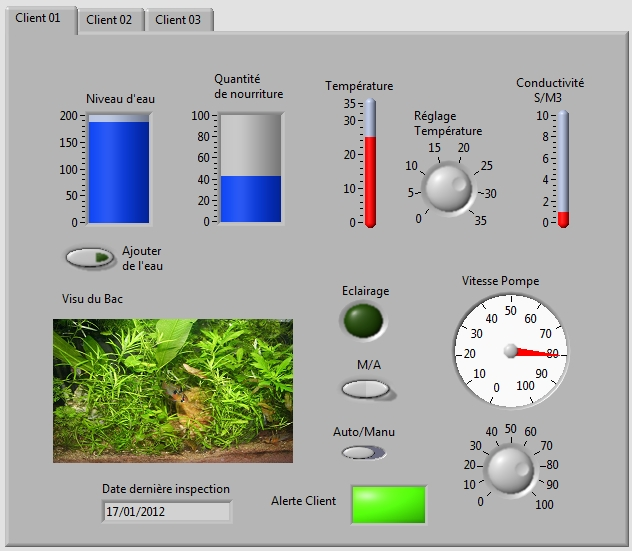 Client 01
Client 02
Client 03
Niveau d'eau
200
150
100
50
0
Quantité
de nourriture
100
80
60
40
20
0
Température
35
30
20
10
0
Réglage
Température
0
5
10
15
20
25
30
35
Conductivité
S/M3
10
8
6
4
2
0
Ajouter
de l'eau
Visu du Bac
Eclairage
M/A
Auto/Manu
Vitesse Pompe
0
10
20
30
40
50
60
70
80
90
100
0
10
20
30
40
50
60
70
80
90
100
Date dernière inspection
17/01/2012
Alerte Client